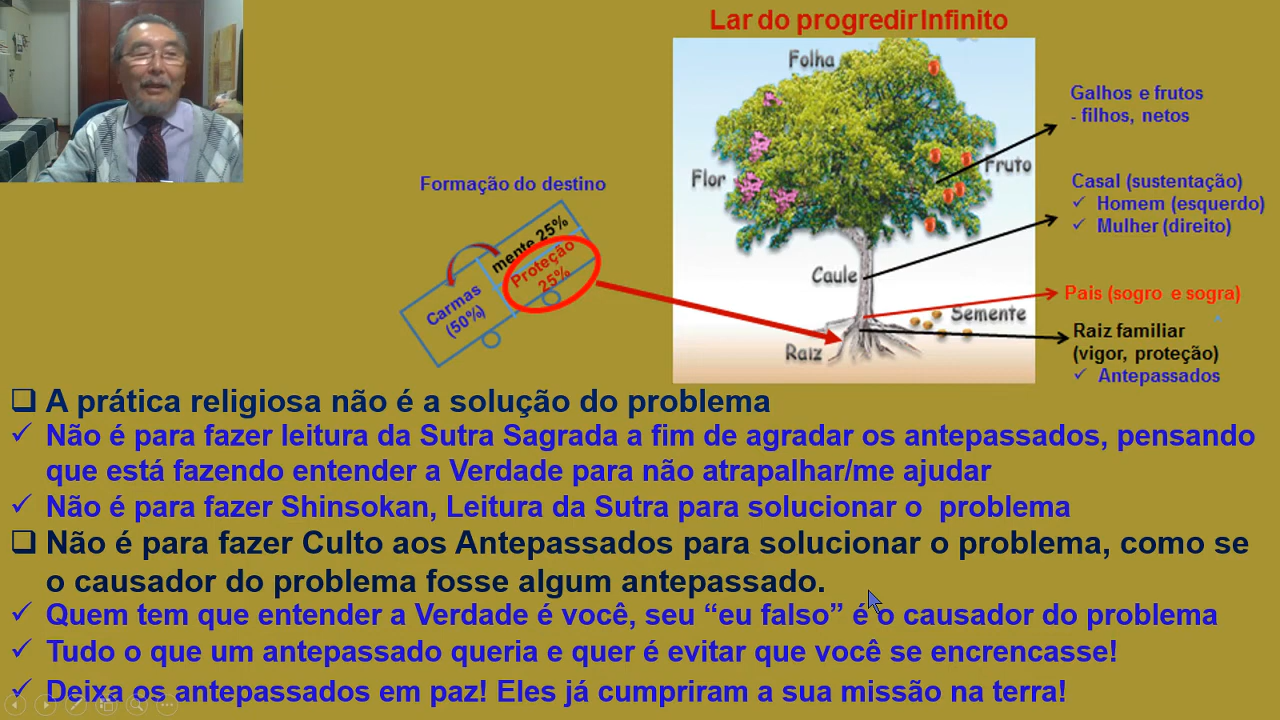 Lar do progredir Infinito
Folha
Flor
Fruto
Caule
Semente
Raiz
Galhos e frutos
- filhos, netos
Casal (sustentação)
✓ Homem (esquerdo)
✓ Mulher (direito)
Pais (sogro e sogra)
Raiz familiar
(vigor, proteção)
✓ Antepassados
Formação do destino
mente 25%
Proteção
25%
Carmas
(50%)
❑ A prática religiosa não é a solução do problema
✓ Não é para fazer leitura da Sutra Sagrada a fim de agradar os antepassados, pensando
que está fazendo entender a Verdade para não atrapalhar/me ajudar
✓ Não é para fazer Shinsokan, Leitura da Sutra para solucionar o problema
❑ Não é para fazer Culto aos Antepassados para solucionar o problema, como se
o causador do problema fosse algum antepassado.
✓ Quem tem que entender a Verdade é você, seu “eu falso” é o causador do problema
✓ Tudo o que um antepassado queria e quer é evitar que você se encrencasse!
✓ Deixa os antepassados em paz! Eles já cumpriram a sua missão na terra!